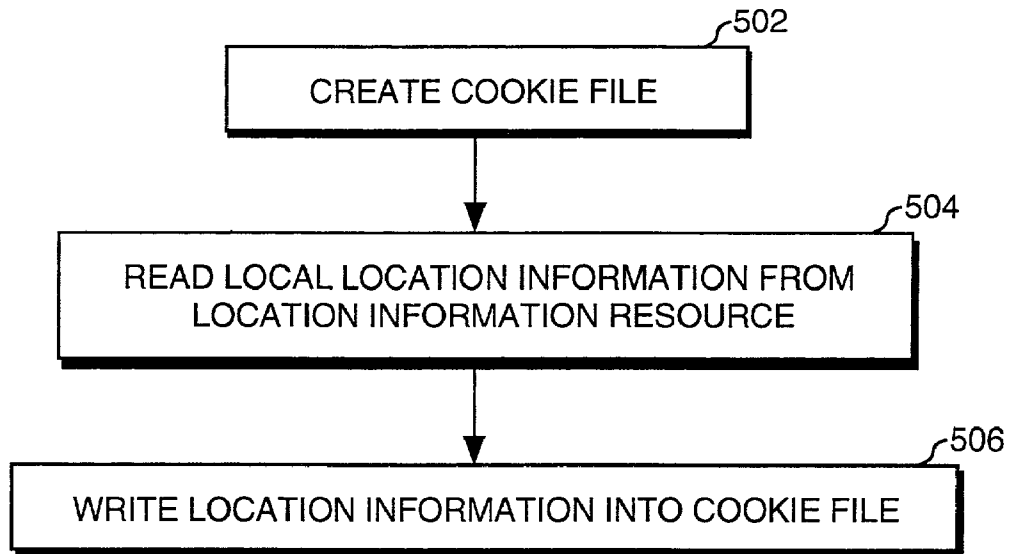 502
CREATE COOKIE FILE
504
READ LOCAL LOCATION INFORMATION FROM
LOCATION INFORMATION RESOURCE
506
WRITE LOCATION INFORMATION INTO COOKIE FILE